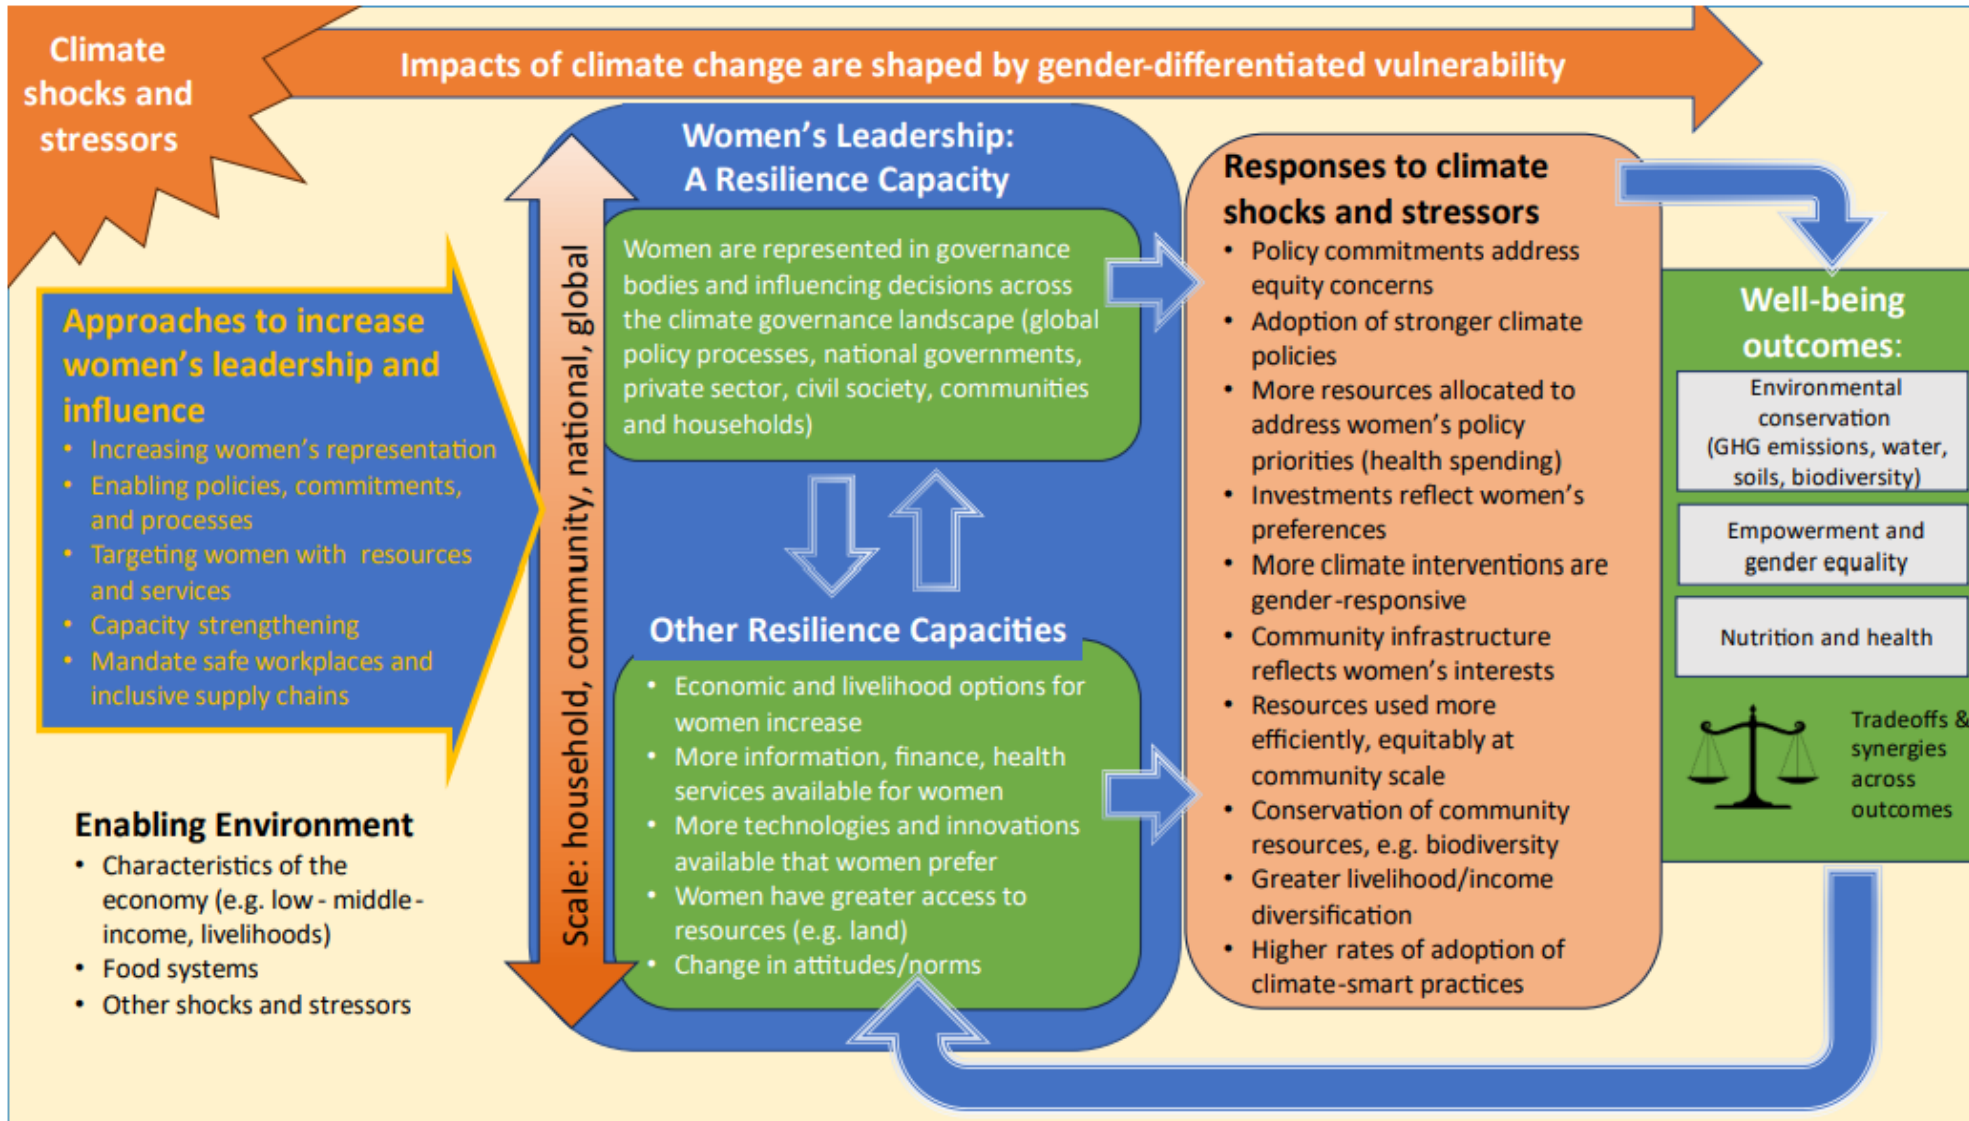 Climate
shocks and
stressors
Impacts of climate change are shaped by gender-differentiated vulnerability
Approaches to increase
women’s leadership and
influence
• Increasing women’s representation
• Enabling policies, commitments,
and processes
• Targeting women with resources
and services
• Capacity strengthening
• Mandate safe workplaces and
inclusive supply chains
Enabling Environment
• Characteristics of the
economy (e.g. low - middle-
income, livelihoods)
• Food systems
• Other shocks and stressors
Scale: household, community, national, global
Women’s Leadership:
A Resilience Capacity
Women are represented in governance
bodies and influencing decisions across
the climate governance landscape (global
policy processes, national governments,
private sector, civil society, communities
and households)
Other Resilience Capacities
• Economic and livelihood options for
women increase
• More information, finance, health
services available for women
• More technologies and innovations
available that women prefer
• Women have greater access to
resources (e.g. land)
• Change in attitudes/norms
Responses to climate
shocks and stressors
• Policy commitments address
equity concerns
• Adoption of stronger climate
policies
• More resources allocated to
address women’s policy
priorities (health spending)
• Investments reflect women’s
preferences
• More climate interventions are
gender-responsive
• Community infrastructure
reflects women’s interests
• Resources used more
efficiently, equitably at
community scale
• Conservation of community
resources, e.g. biodiversity
• Greater livelihood/income
diversification
• Higher rates of adoption of
climate-smart practices
Well-being
outcomes:
Environmental
conservation
(GHG emissions, water,
soils, biodiversity)
Empowerment and
gender equality
Nutrition and health
Tradeoffs &
synergies
across
outcomes